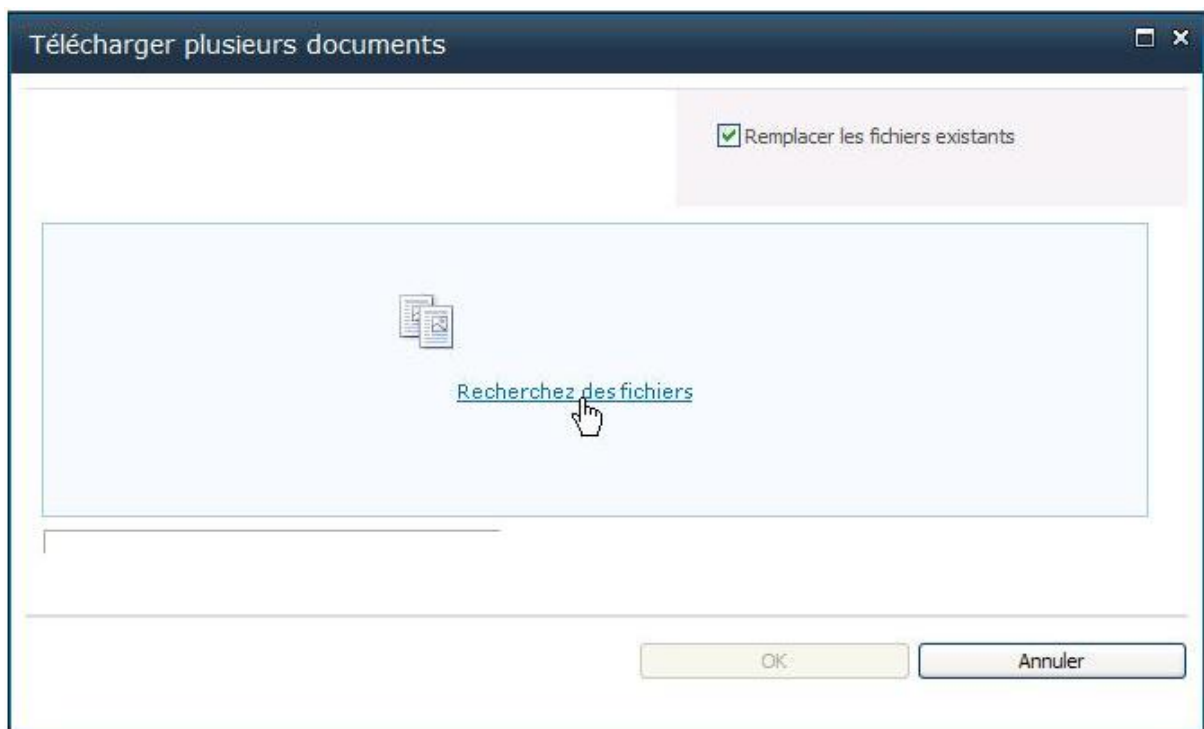 Télécharger plusieurs documents
Remplacer les fichiers existants
Recherchez des fichiers
OK
Annuler